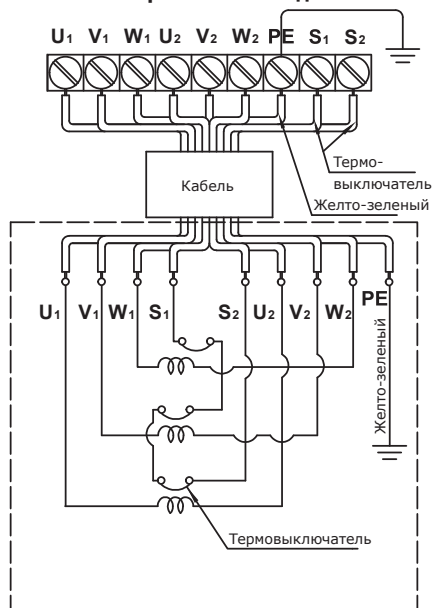 U1 V1 W1 U2 V2 W2 PE S1 S2
Термо-
выключатель
Кабель
Желто-зеленый
U1 V1 W1 S1 S2 U2 V2 W2 PE
Желто-зеленый
Термовыключатель